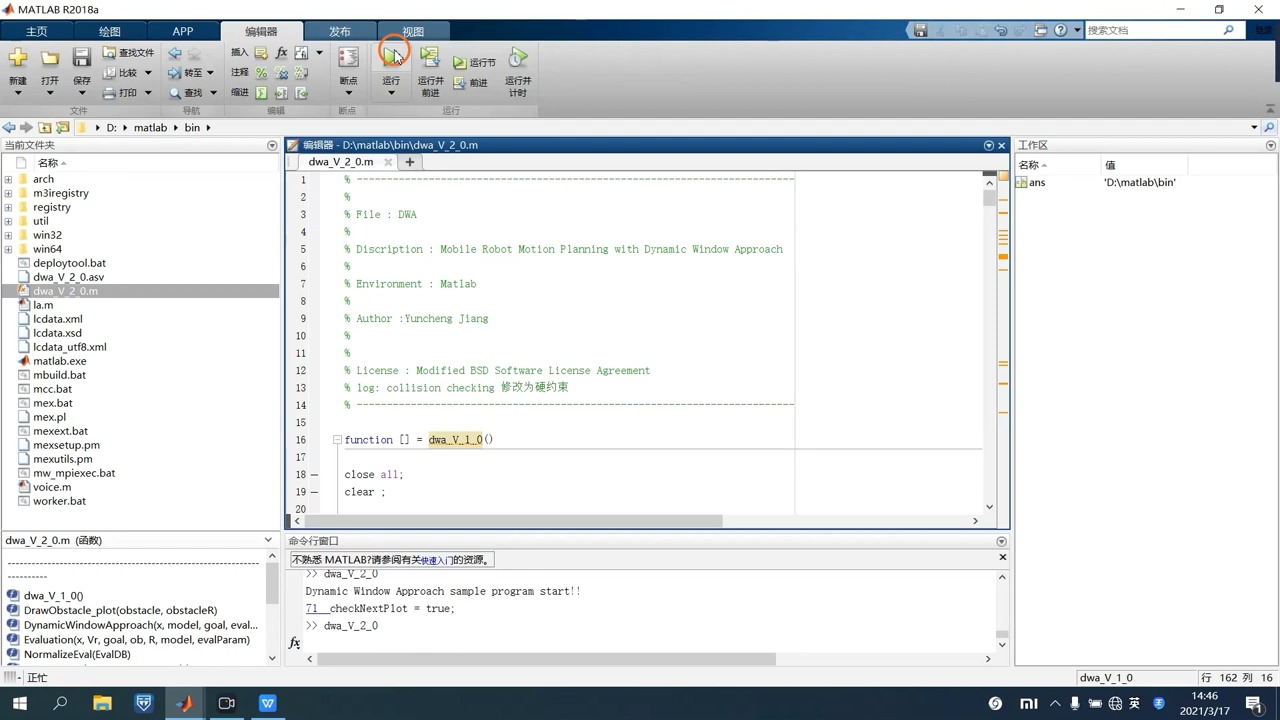 MATLAB R2018a
主页 绘图 APP 编辑器 发布 视图
搜索文档
新建 打开 保存 查找文件 比较 打印
转至 查找
插入 注释 缩进
断点 运行 运行并前进 运行节 前进 运行并计时
文件 导航 编辑 断点 运行
D: matlab bin
当前文件夹
名称
arch
m3iregistry
registry
util
win32
win64
deploytool.bat
dwa_V_2_0.asv
dwa_V_2_0.m
la.m
lcdata.xml
lcdata.xsd
lcdata_utf8.xml
matlab.exe
mbuild.bat
mcc.bat
mex.bat
mex.pl
mexext.bat
mexsetup.pm
mexutils.pm
mw_mpiexec.bat
voice.m
worker.bat
dwa_V_2_0.m (函数)
-------------------------------------------------
----------
dwa_V_1_0()
DrawObstacle_plot(obstacle, obstacleR)
DynamicWindowApproach(x, model, goal, eval...
Evaluation(x, Vr, goal, ob, R, model, evalParam)
NormalizeEval(EvalDB)
编辑器 - D:\matlab\bin\dwa_V_2_0.m
dwa_V_2_0.m
1 % -------------------------------------------------------------------------
2 %
3 % File : DWA
4 %
5 % Discription : Mobile Robot Motion Planning with Dynamic Window Approach
6 %
7 % Environment : Matlab
8 %
9 % Author :Yuncheng Jiang
10 %
11 %
12 % License : Modified BSD Software License Agreement
13 % log: collision checking 修改为硬约束
14 % -------------------------------------------------------------------------
15
16 function [] = dwa_V_1_0()
17
18 close all;
19 clear ;
20
命令行窗口
不熟悉 MATLAB?请参阅有关快速入门的资源。
>> dwa_V_2_0
Dynamic Window Approach sample program start!!
71 checkNextPlot = true;
>> dwa_V_2_0
fx
工作区
名称 值
ans 'D:\matlab\bin'
正忙
dwa_V_1_0 行 162 列 16
英
14:46
2021/3/17